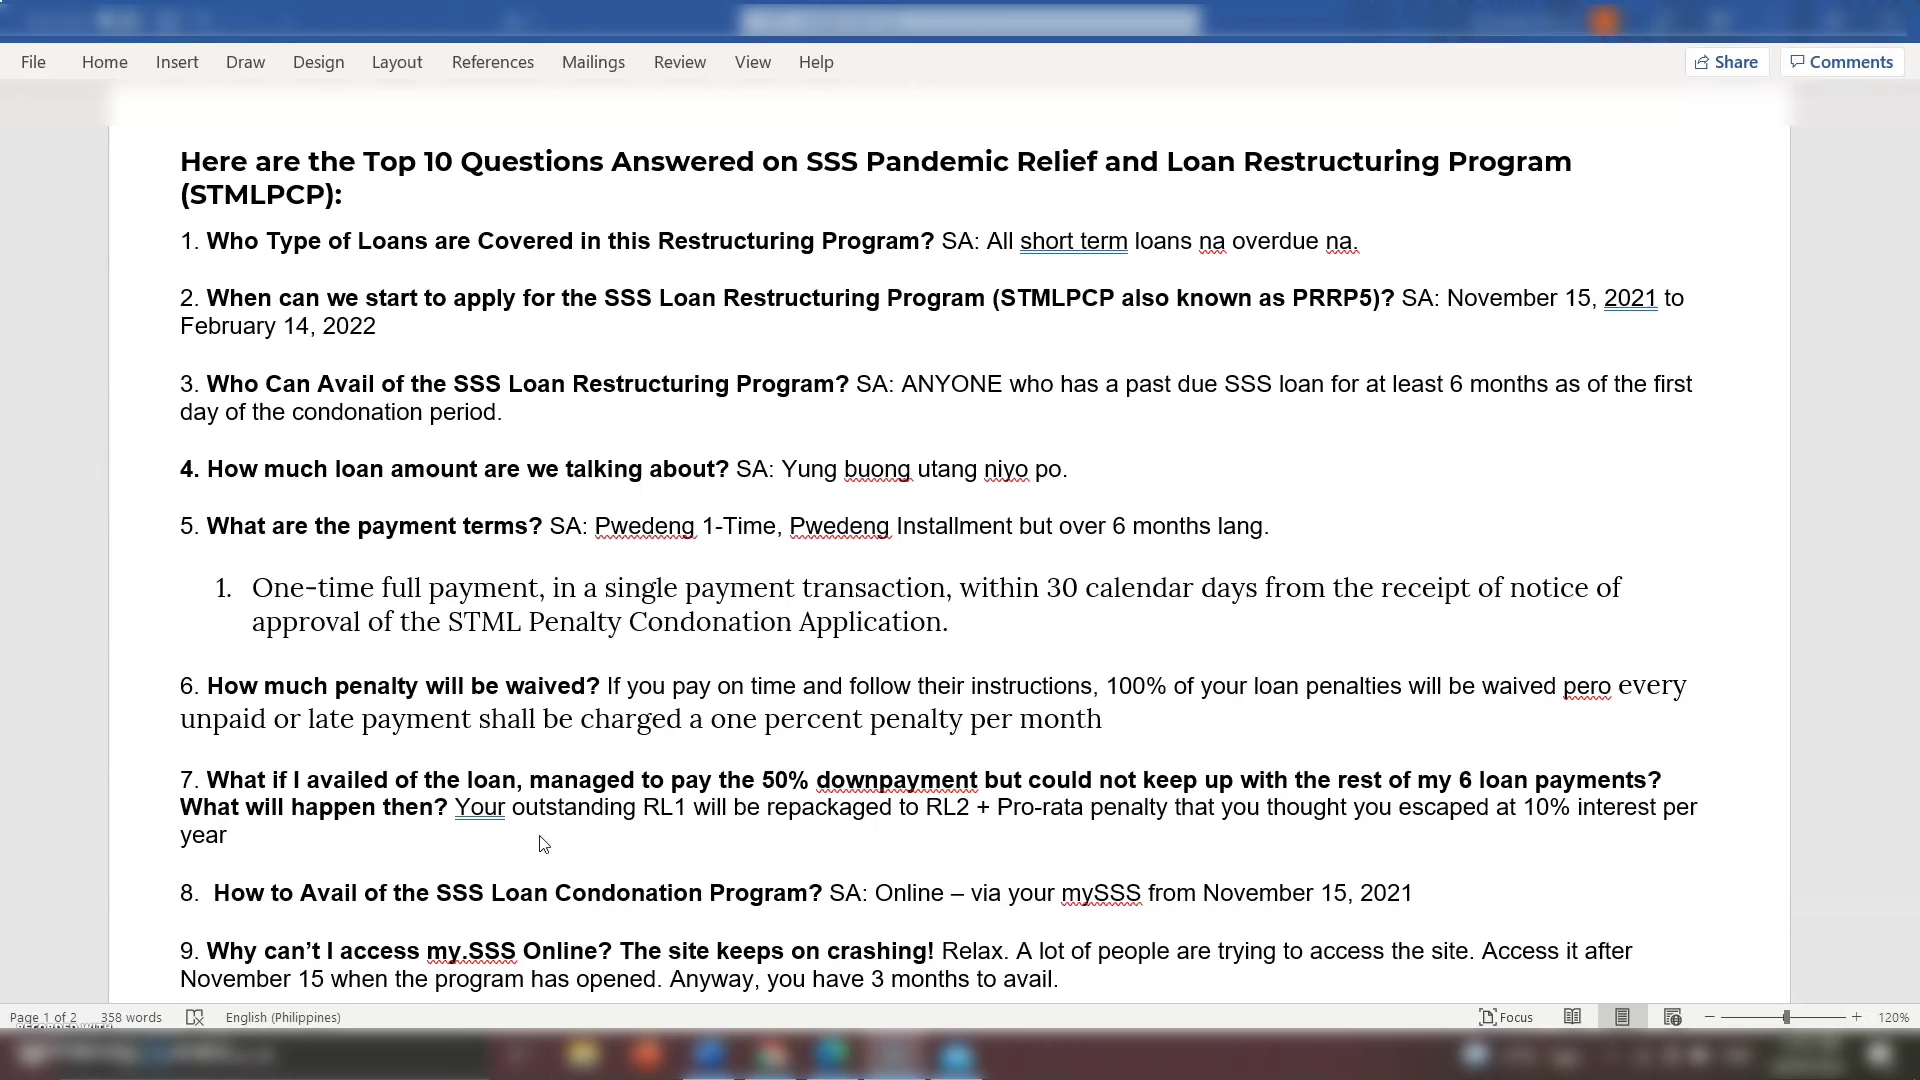 File Home Insert Draw Design Layout References Mailings Review View Help Share Comments
Here are the Top 10 Questions Answered on SSS Pandemic Relief and Loan Restructuring Program
(STMLPCP):
1. Who Type of Loans are Covered in this Restructuring Program? SA: All short term loans na overdue na.
2. When can we start to apply for the SSS Loan Restructuring Program (STMLPCP also known as PRRP5)? SA: November 15, 2021 to
February 14, 2022
3. Who Can Avail of the SSS Loan Restructuring Program? SA: ANYONE who has a past due SSS loan for at least 6 months as of the first
day of the condonation period.
4. How much loan amount are we talking about? SA: Yung buong utang niyo po.
5. What are the payment terms? SA: Pwedeng 1-Time, Pwedeng Installment but over 6 months lang.
1. One-time full payment, in a single payment transaction, within 30 calendar days from the receipt of notice of
approval of the STML Penalty Condonation Application.
6. How much penalty will be waived? If you pay on time and follow their instructions, 100% of your loan penalties will be waived pero every
unpaid or late payment shall be charged a one percent penalty per month
7. What if I availed of the loan, managed to pay the 50% downpayment but could not keep up with the rest of my 6 loan payments?
What will happen then? Your outstanding RL1 will be repackaged to RL2 + Pro-rata penalty that you thought you escaped at 10% interest per
year
8. How to Avail of the SSS Loan Condonation Program? SA: Online – via your mySSS from November 15, 2021
9. Why can't I access my.SSS Online? The site keeps on crashing! Relax. A lot of people are trying to access the site. Access it after
November 15 when the program has opened. Anyway, you have 3 months to avail.
Page 1 of 2 358 words English (Philippines) Focus 120%